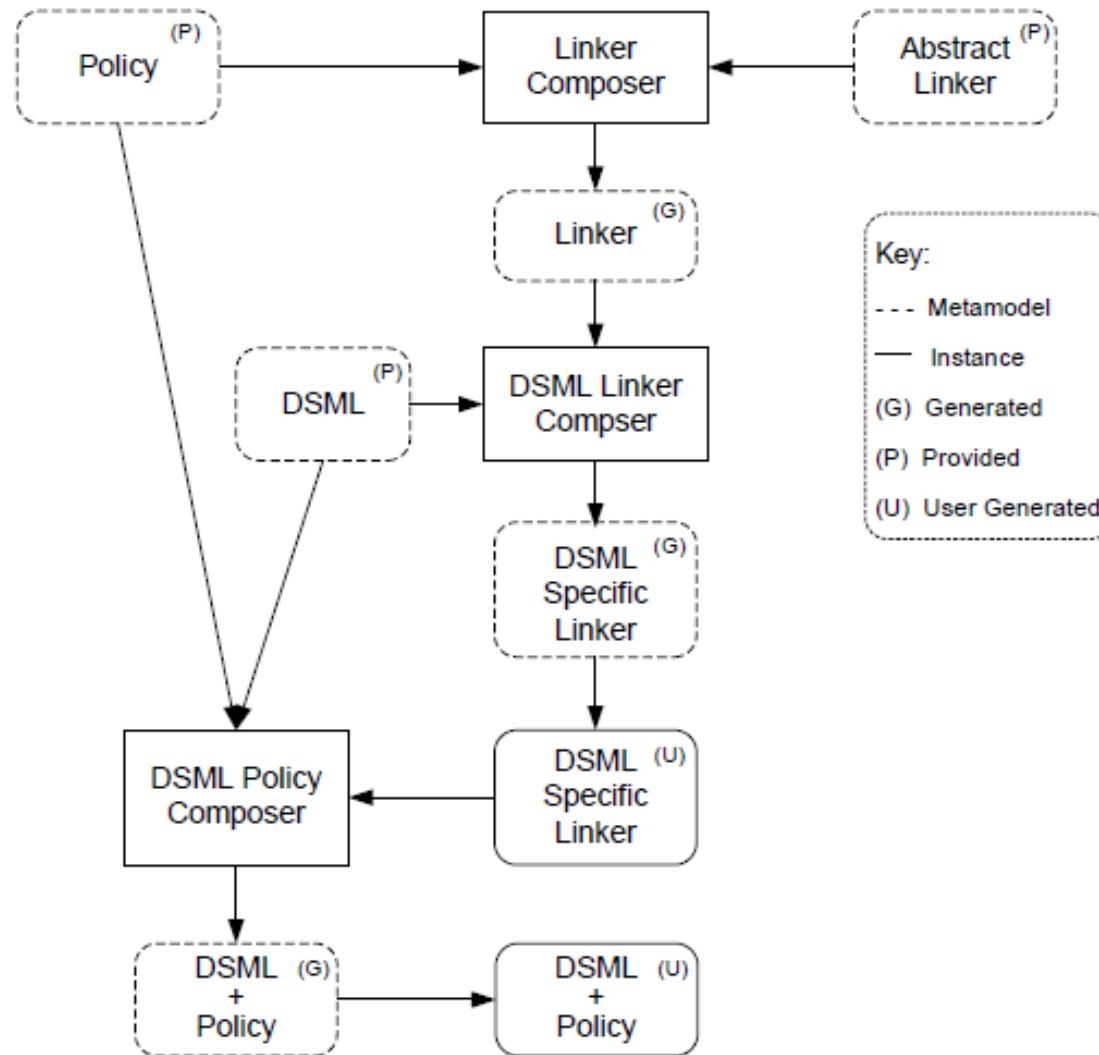 Policy
(P)
Linker
Composer
Abstract
Linker
(P)
Linker
(G)
Key:
- - - Metamodel
— Instance
(G) Generated
(P) Provided
(U) User Generated
DSML
(P)
DSML Linker
Compser
DSML
Specific
Linker
(G)
DSML Policy
Composer
DSML
Specific
Linker
(U)
DSML
+
Policy
(G)
DSML
+
Policy
(U)